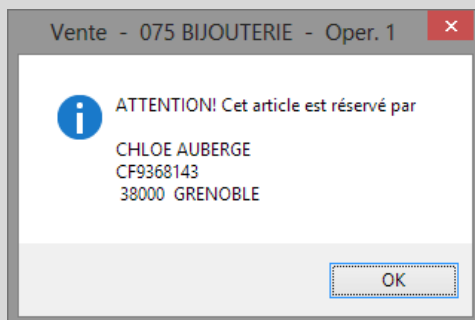 Vente - 075 BIJOUTERIE - Oper. 1
ATTENTION! Cet article est réservé par
CHLOE AUBERGE
CF9368143
38000 GRENOBLE
OK